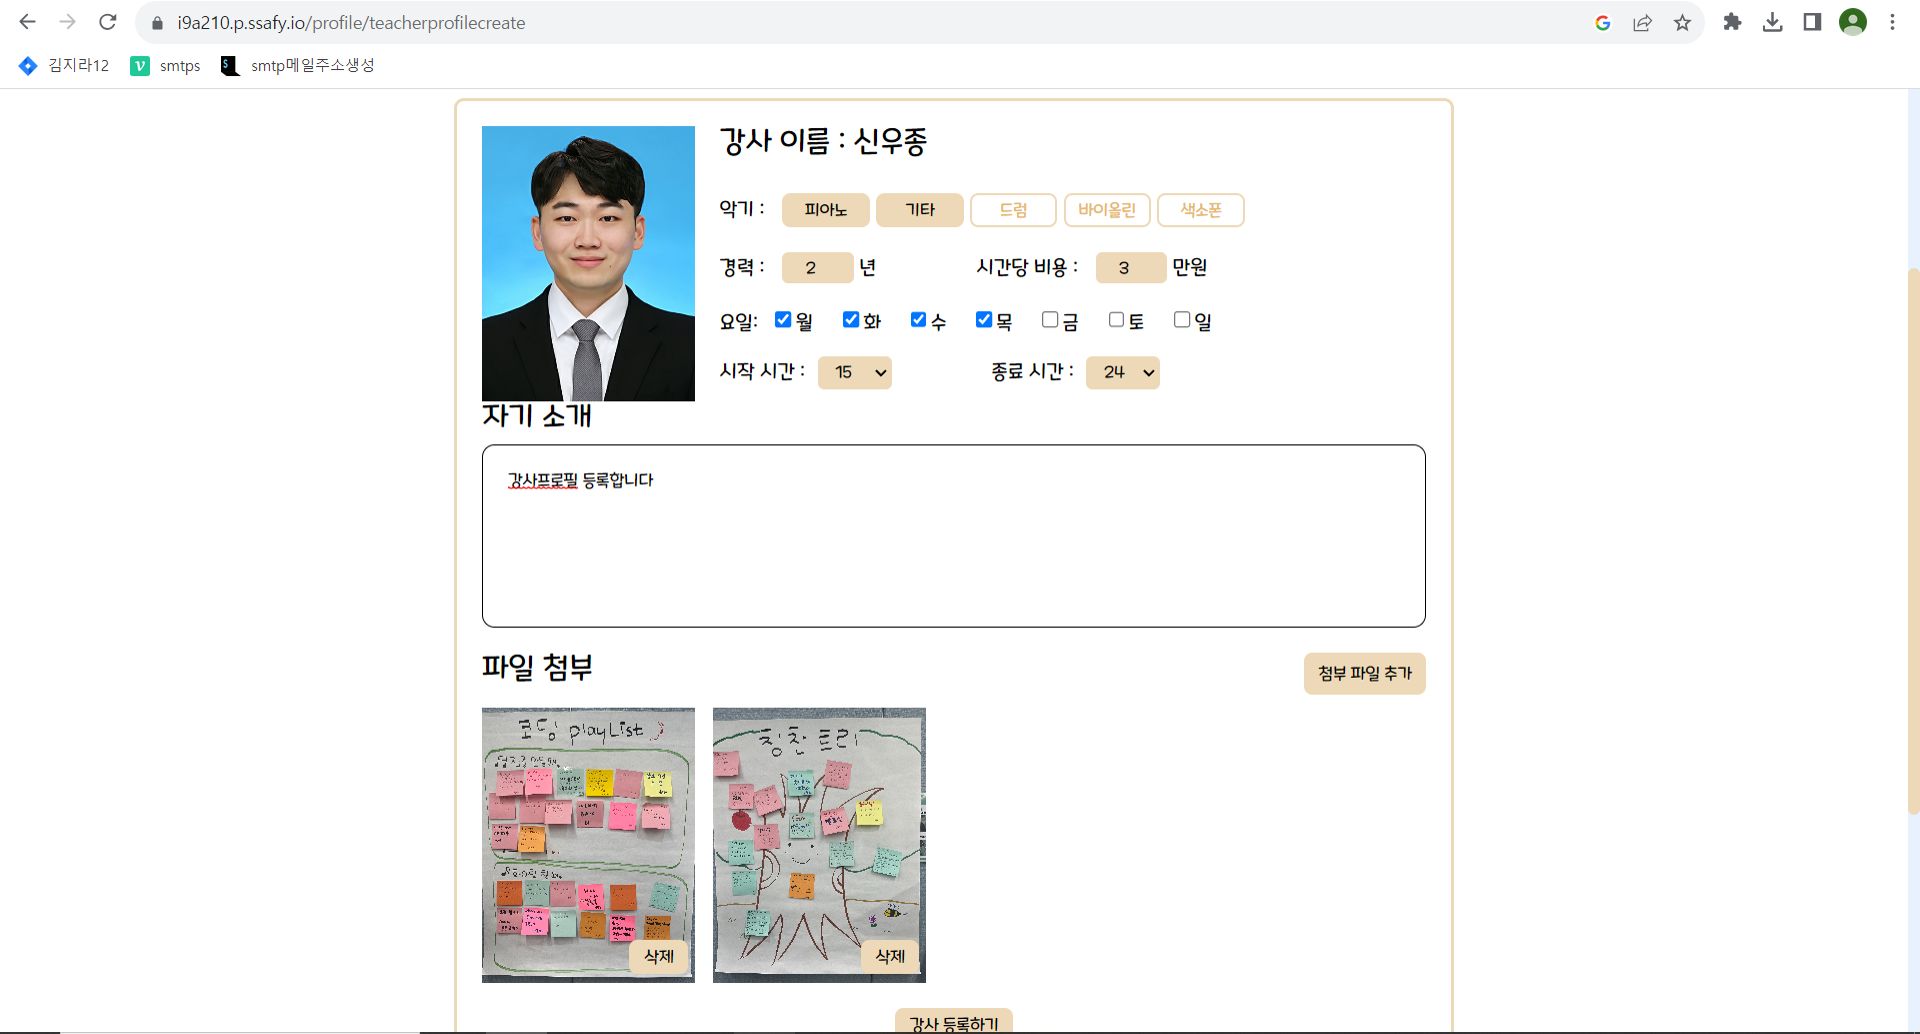 i9a210.p.ssafy.io/profile/teacherprofilecreate
김지라12 smtps smtp메일주소생성
강사 이름 : 신우종
악기 : 피아노 기타 드럼 바이올린 색소폰
경력 : 2 년 시간당 비용 : 3 만원
요일: 월 화 수 목 금 토 일
시작 시간 : 15 종료 시간 : 24
자기 소개
강사프로필 등록합니다
파일 첨부 첨부 파일 추가
코딩 playList
칭찬 트리
삭제 삭제
강사 등록하기